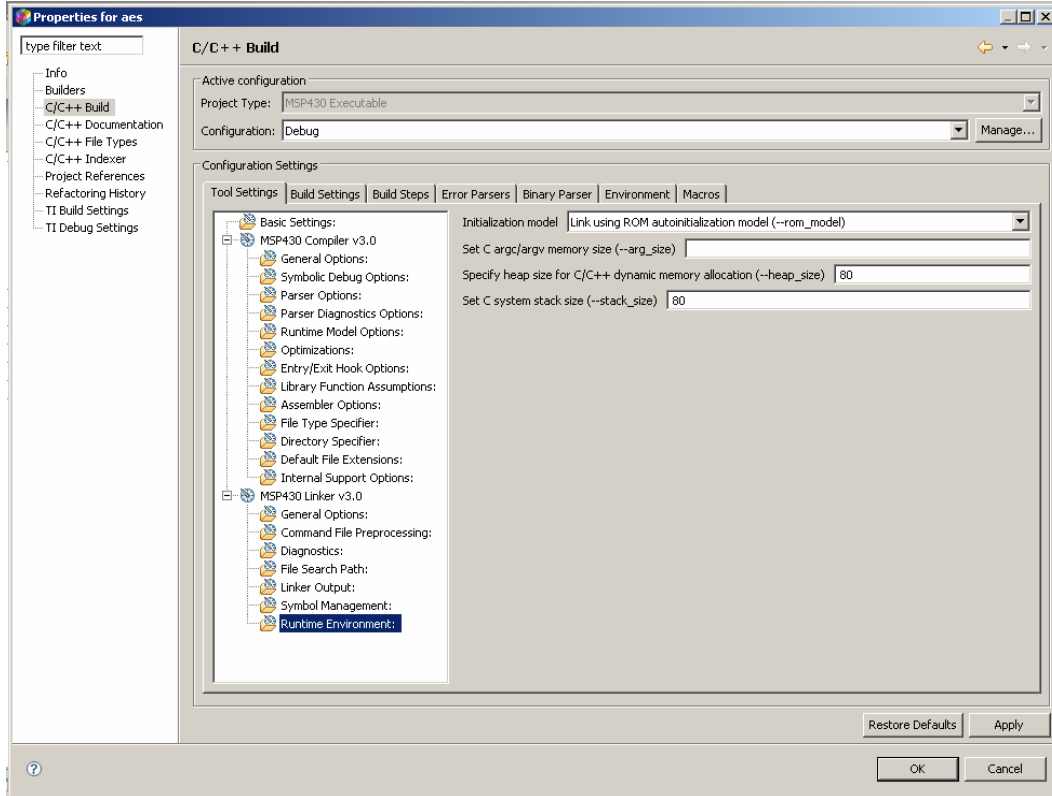 Properties for aes
type filter text
C/C++ Build
Info
Builders
C/C++ Build
C/C++ Documentation
C/C++ File Types
C/C++ Indexer
Project References
Refactoring History
TI Build Settings
TI Debug Settings
Active configuration
Project Type: MSP430 Executable
Configuration: Debug Manage...
Configuration Settings
Tool Settings Build Settings Build Steps Error Parsers Binary Parser Environment Macros
Basic Settings:
MSP430 Compiler v3.0
General Options:
Symbolic Debug Options:
Parser Options:
Parser Diagnostics Options:
Runtime Model Options:
Optimizations:
Entry/Exit Hook Options:
Library Function Assumptions:
Assembler Options:
File Type Specifier:
Directory Specifier:
Default File Extensions:
Internal Support Options:
MSP430 Linker v3.0
General Options:
Command File Preprocessing:
Diagnostics:
File Search Path:
Linker Output:
Symbol Management:
Runtime Environment:
Initialization model Link using ROM autoinitialization model (--rom_model)
Set C argc/argv memory size (--arg_size)
Specify heap size for C/C++ dynamic memory allocation (--heap_size) 80
Set C system stack size (--stack_size) 80
Restore Defaults Apply
? OK Cancel